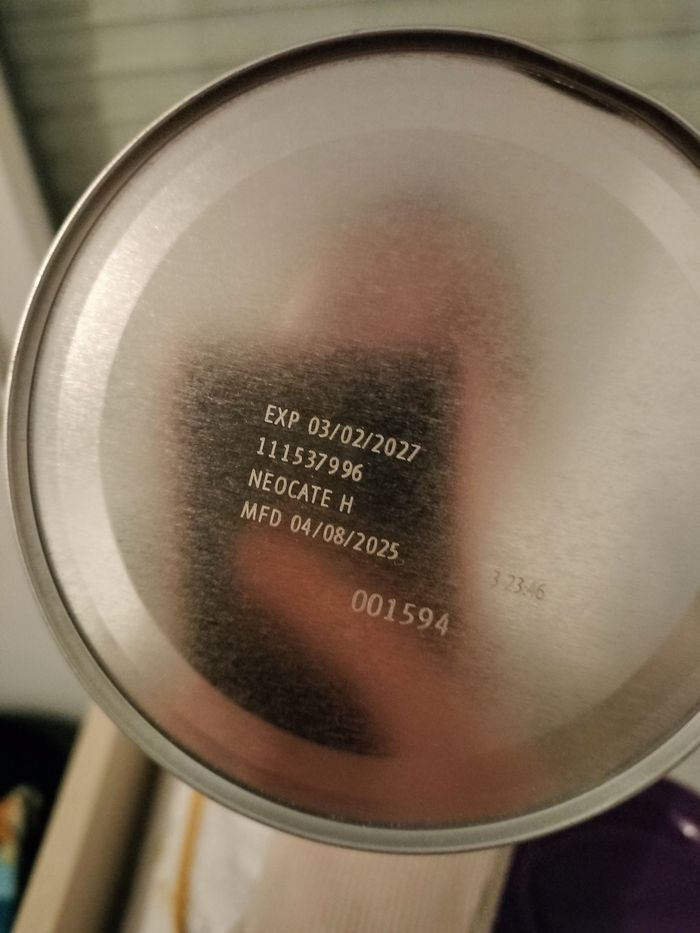 EXP 03/02/2027
111537996
NEOCATE H
MFD 04/08/2025
3 23:46
001594